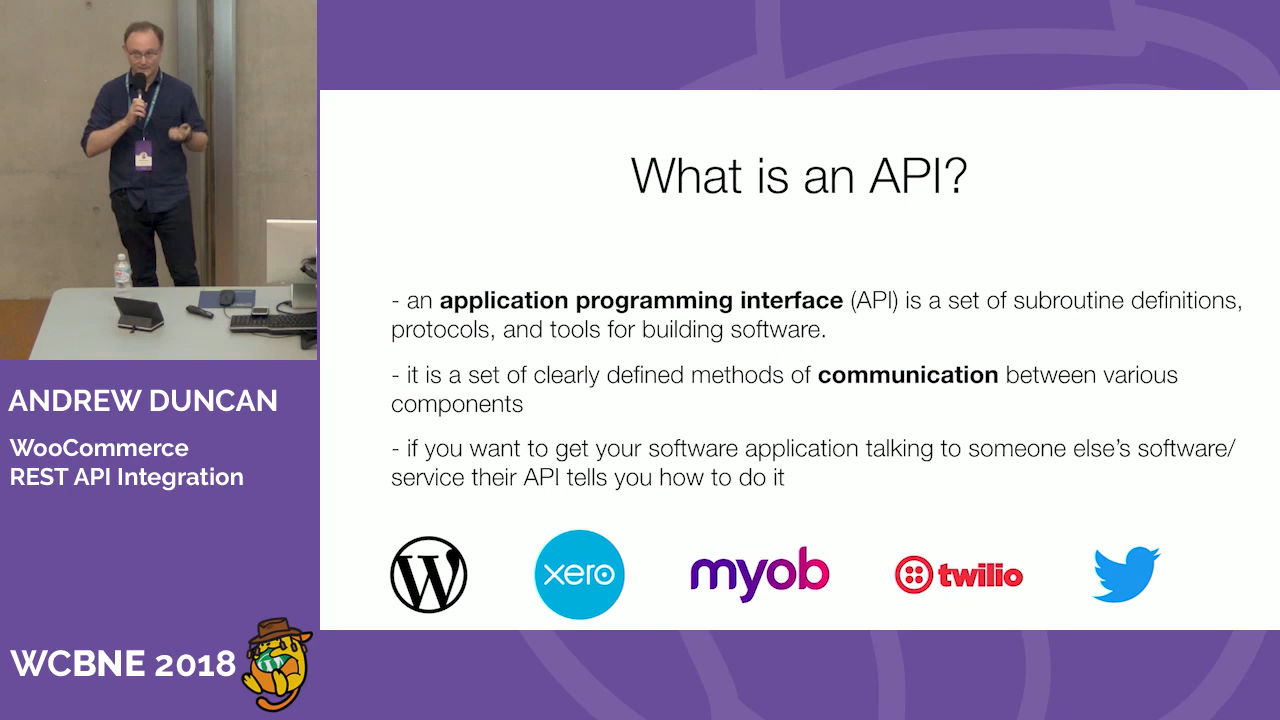 What is an API?
- an application programming interface (API) is a set of subroutine definitions,
protocols, and tools for building software.
- it is a set of clearly defined methods of communication between various
components
- if you want to get your software application talking to someone else’s software/
service their API tells you how to do it
W
xero
myob
twilio
ANDREW DUNCAN
WooCommerce
REST API Integration
WCBNE 2018